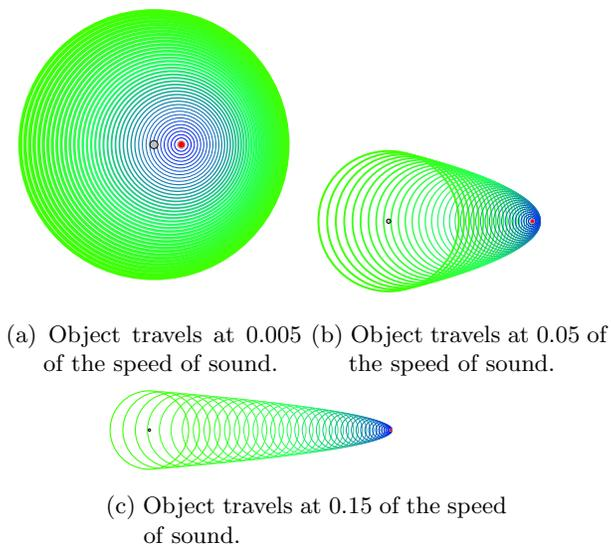 (a) Object travels at 0.005
of the speed of sound.
(b) Object travels at 0.05 of
the speed of sound.
(c) Object travels at 0.15 of the speed
of sound.